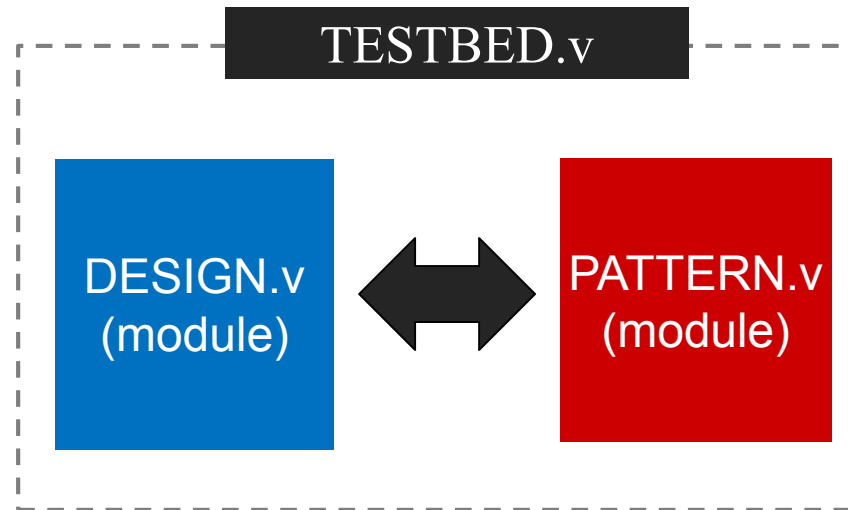 TESTBED.v
DESIGN.v
(module)
PATTERN.v
(module)